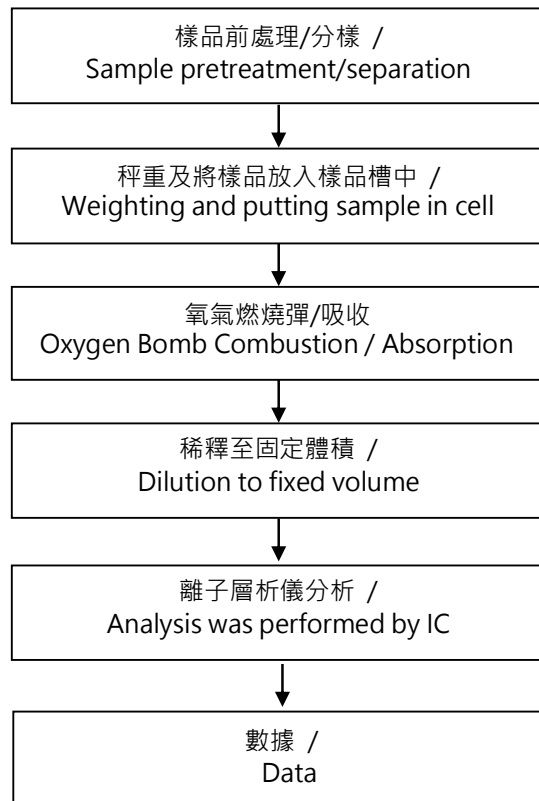 樣品前處理/分樣 /
Sample pretreatment/separation
秤重及將樣品放入樣品槽中 /
Weighting and putting sample in cell
氧氣燃燒彈/吸收
Oxygen Bomb Combustion / Absorption
稀釋至固定體積 /
Dilution to fixed volume
離子層析儀分析 /
Analysis was performed by IC
數據 /
Data